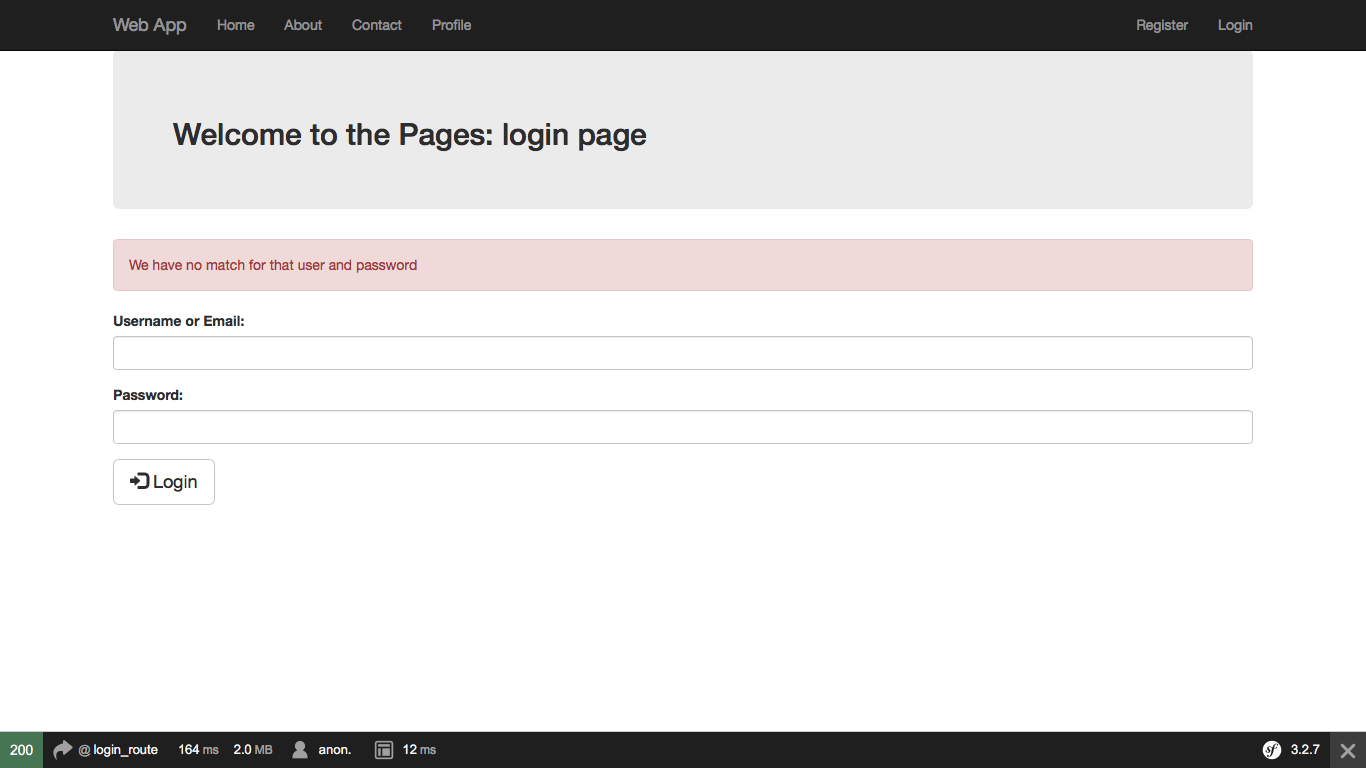 Web App Home About Contact Profile Register Login
Welcome to the Pages: login page
We have no match for that user and password
Username or Email:
Password:
Login
200 @ login_route 164 ms 2.0 MB anon. 12 ms sf 3.2.7